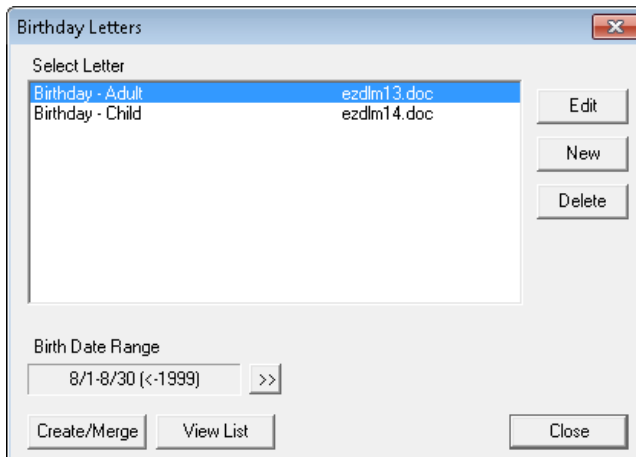 Birthday Letters
Select Letter
Birthday - Adult ezdlm13.doc
Birthday - Child ezdlm14.doc
Edit
New
Delete
Birth Date Range
8/1-8/30 (<-1999) >>
Create/Merge View List Close